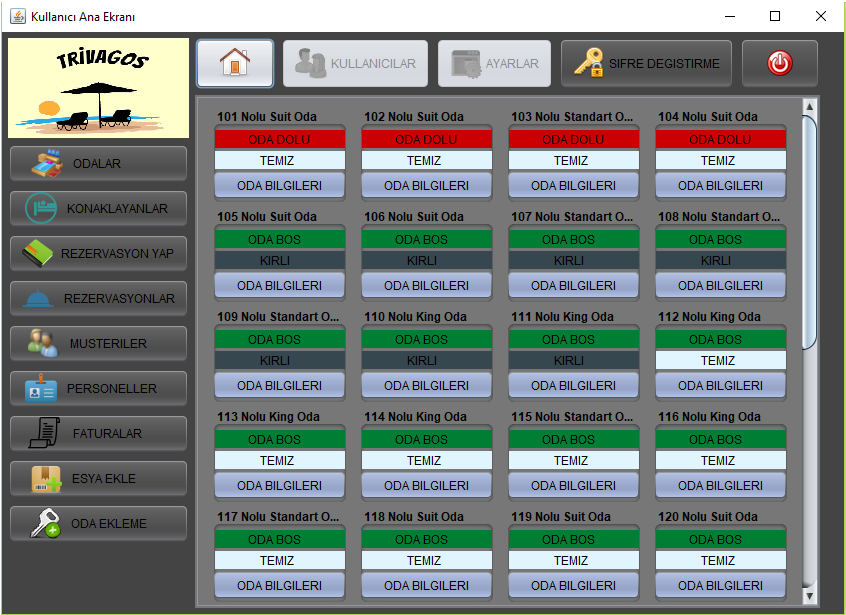 Kullanıcı Ana Ekranı
TRİVAGOS
KULLANICILAR
AYARLAR
SIFRE DEGISTIRME
ODALAR
KONAKLAYANLAR
REZERVASYON YAP
REZERVASYONLAR
MUSTERILER
PERSONELLER
FATURALAR
ESYA EKLE
ODA EKLEME
101 Nolu Suit Oda 102 Nolu Suit Oda 103 Nolu Standart O... 104 Nolu Suit Oda
ODA DOLU ODA DOLU ODA DOLU ODA DOLU
TEMIZ TEMIZ TEMIZ TEMIZ
ODA BILGILERI ODA BILGILERI ODA BILGILERI ODA BILGILERI
105 Nolu Suit Oda 106 Nolu Suit Oda 107 Nolu Standart O... 108 Nolu Standart O...
ODA BOS ODA BOS ODA BOS ODA BOS
KIRLI KIRLI KIRLI KIRLI
ODA BILGILERI ODA BILGILERI ODA BILGILERI ODA BILGILERI
109 Nolu Standart O... 110 Nolu King Oda 111 Nolu King Oda 112 Nolu King Oda
ODA BOS ODA BOS ODA BOS ODA BOS
KIRLI KIRLI KIRLI TEMIZ
ODA BILGILERI ODA BILGILERI ODA BILGILERI ODA BILGILERI
113 Nolu King Oda 114 Nolu King Oda 115 Nolu Standart O... 116 Nolu King Oda
ODA BOS ODA BOS ODA BOS ODA BOS
TEMIZ TEMIZ TEMIZ TEMIZ
ODA BILGILERI ODA BILGILERI ODA BILGILERI ODA BILGILERI
117 Nolu Standart O... 118 Nolu Suit Oda 119 Nolu Suit Oda 120 Nolu Suit Oda
ODA BOS ODA BOS ODA BOS ODA BOS
TEMIZ TEMIZ TEMIZ TEMIZ
ODA BILGILERI ODA BILGILERI ODA BILGILERI ODA BILGILERI